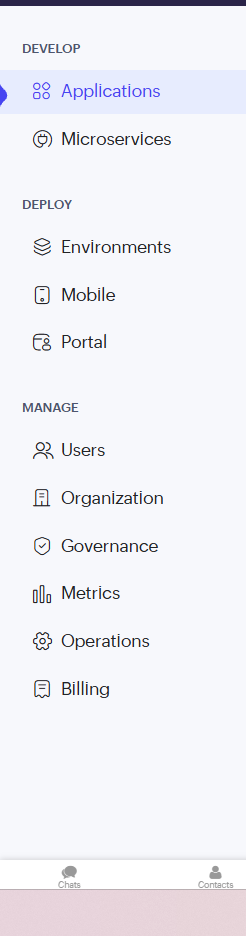 DEVELOP
Applications
Microservices
DEPLOY
Environments
Mobile
Portal
MANAGE
Users
Organization
Governance
Metrics
Operations
Billing
Chats
Contacts